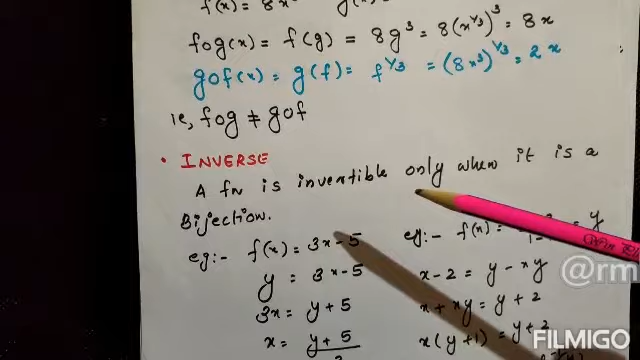 f(x) = 8x
fog(x) = f(g) = 8g³ = 8(x^⅓)³ = 8x
gof(x) = g(f) = f^⅓ = (8x³)^⅓ = 2x
ie, fog ≠ gof
• INVERSE
A fn is invertible only when it is a
Bijection.
eg:- f(x) = 3x-5
y = 3x-5
3x = y+5
x = y+5
eg:- f(x) = = y
x-2 = y-xy
x+xy = y+2
x(y+1) = y+2
@rm
FILMIGO